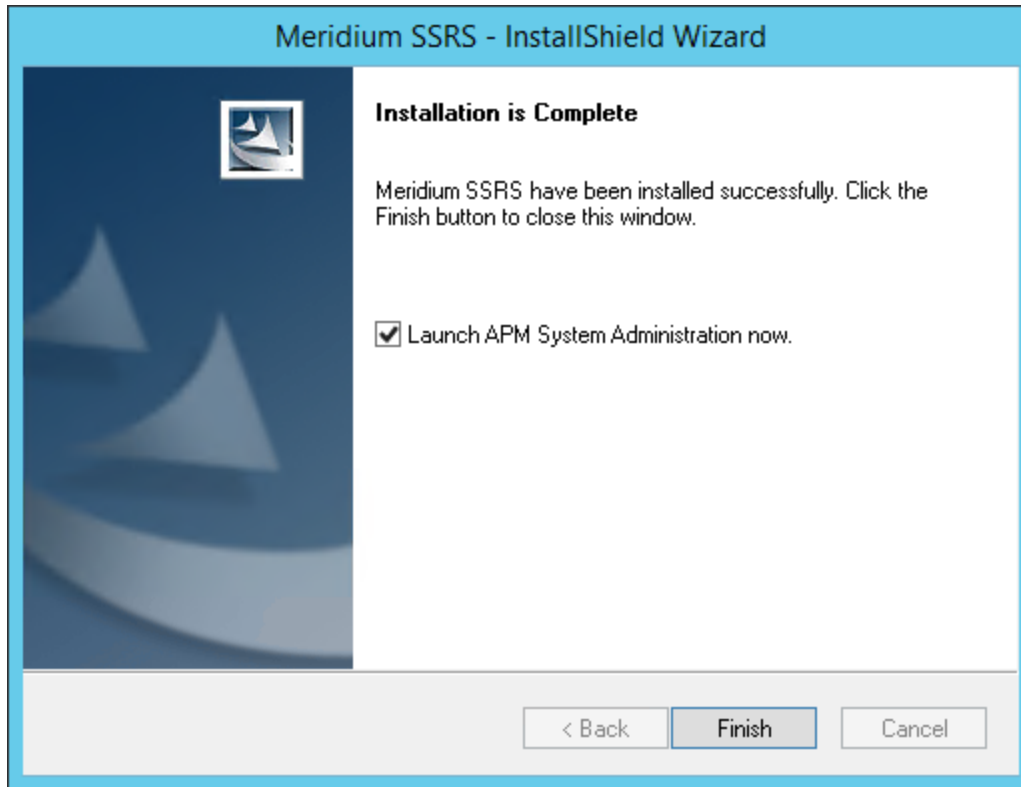 Meridium SSRS - InstallShield Wizard
Installation is Complete
Meridium SSRS have been installed successfully. Click the
Finish button to close this window.
Launch APM System Administration now.
< Back
Finish
Cancel